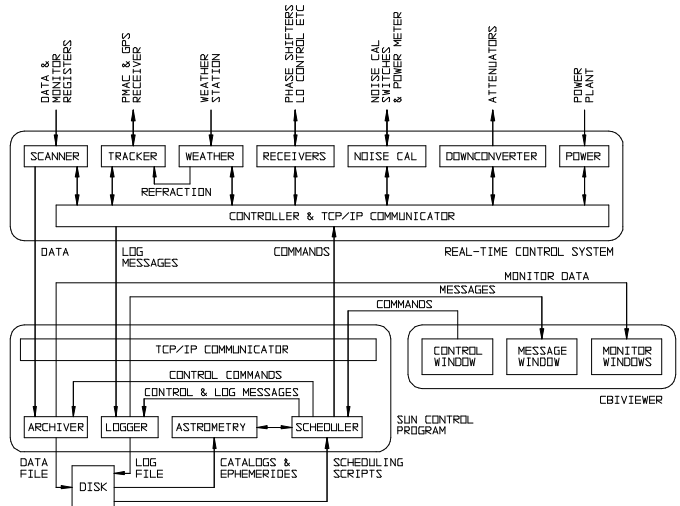 DATA &
MONITOR
REGISTERS
PMAC & GPS
RECEIVER
WEATHER
STATION
PHASE SHIFTERS
LO CONTROL ETC
NOISE CAL
SWITCHES
& POWER METER
ATTENUATORS
POWER
PLANT
SCANNER
TRACKER
WEATHER
RECEIVERS
NOISE CAL
DOWNCONVERTER
POWER
REFRACTION
CONTROLLER & TCP/IP COMMUNICATOR
DATA
LOG
MESSAGES
COMMANDS
REAL-TIME CONTROL SYSTEM
MONITOR DATA
MESSAGES
COMMANDS
TCP/IP COMMUNICATOR
CONTROL
WINDOW
MESSAGE
WINDOW
MONITOR
WINDOWS
CONTROL COMMANDS
CONTROL & LOG MESSAGES
CBIVIEWER
ARCHIVER
LOGGER
ASTROMETRY
SCHEDULER
SUN CONTROL
PROGRAM
DATA
FILE
LOG
FILE
CATALOGS &
EPHEMERIDES
SCHEDULING
SCRIPTS
DISK